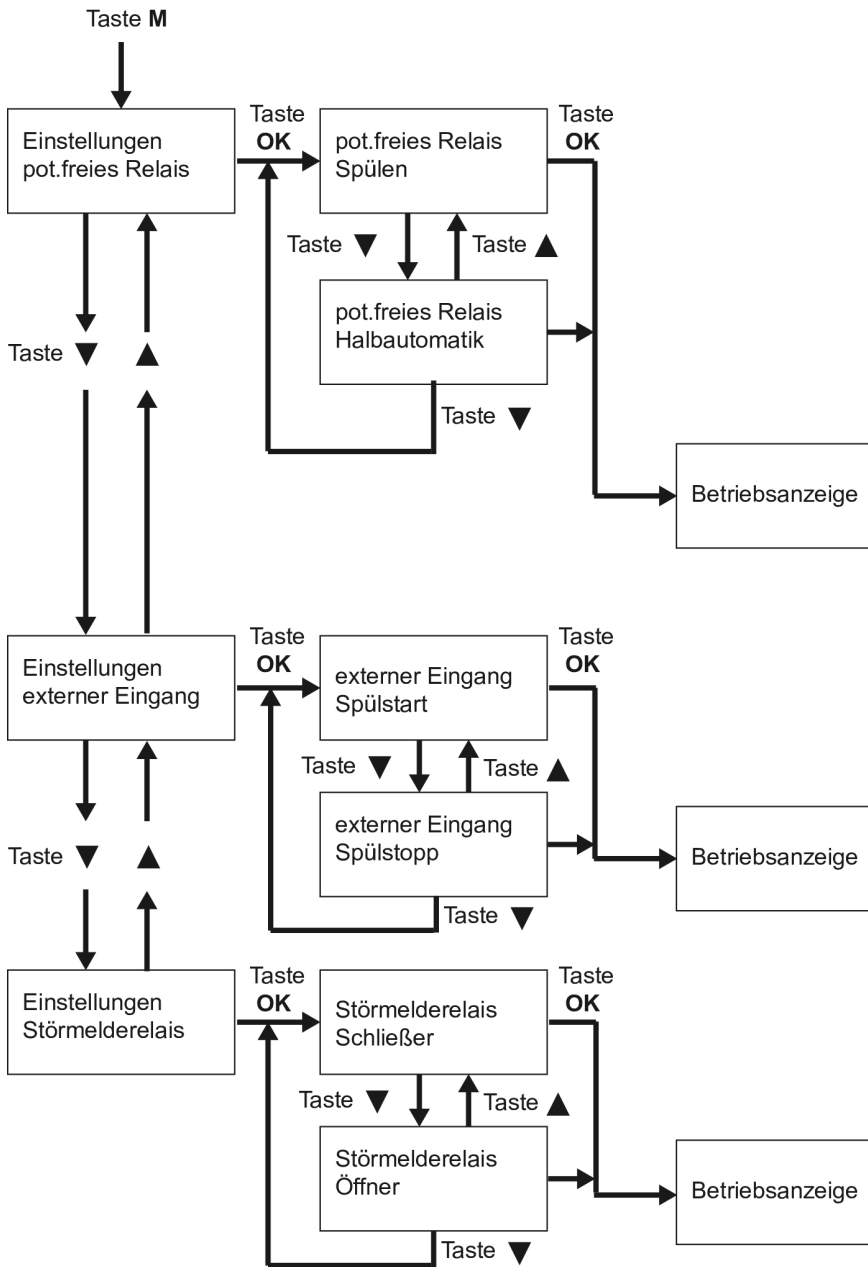 Taste M
Einstellungen
pot.freies Relais
Taste
OK
pot.freies Relais
Spülen
Taste
OK
Taste ▼
Taste ▲
pot.freies Relais
Halbautomatik
Taste ▼
Taste ▼ ▲
Betriebsanzeige
Einstellungen
externer Eingang
Taste
OK
externer Eingang
Spülstart
Taste
OK
Taste ▼
Taste ▲
externer Eingang
Spülstopp
Taste ▼
Taste ▼ ▲
Betriebsanzeige
Einstellungen
Störmelderelais
Taste
OK
Störmelderelais
Schließer
Taste
OK
Taste ▼
Taste ▲
Störmelderelais
Öffner
Taste ▼
Betriebsanzeige